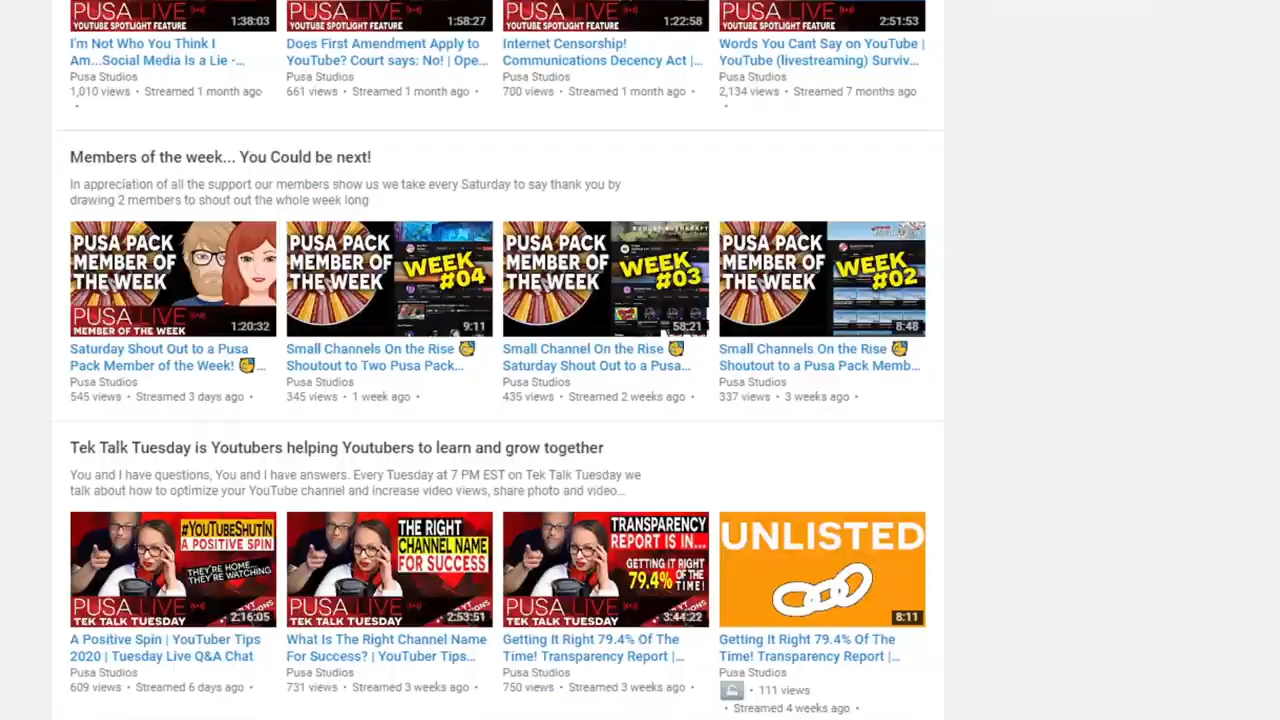 PUSA LIVE
YOUTUBE SPOTLIGHT FEATURE
1:38:03
PUSA LIVE
YOUTUBE SPOTLIGHT FEATURE
1:58:27
PUSA LIVE
YOUTUBE SPOTLIGHT FEATURE
1:22:58
PUSA LIVE
YOUTUBE SPOTLIGHT FEATURE
2:51:53
I'm Not Who You Think I
Am...Social Media Is a Lie -...
Pusa Studios
1,010 views • Streamed 1 month ago
•
Does First Amendment Apply to
YouTube? Court says: No! | Ope...
Pusa Studios
661 views • Streamed 1 month ago •
Internet Censorship!
Communications Decency Act |...
Pusa Studios
700 views • Streamed 1 month ago •
Words You Cant Say on YouTube |
YouTube (livestreaming) Surviv...
Pusa Studios
2,134 views • Streamed 7 months ago
•
Members of the week... You Could be next!
In appreciation of all the support our members show us we take every Saturday to say thank you by
drawing 2 members to shout out the whole week long
PUSA PACK
MEMBER OF
THE WEEK
PUSA LIVE
MEMBER OF THE WEEK
1:20:32
PUSA PACK
MEMBER OF
THE WEEK
WEEK
#04
9:11
PUSA PACK
MEMBER OF
THE WEEK
WEEK
#03
58:21
PUSA PACK
MEMBER OF
THE WEEK
WEEK
#02
8:48
Saturday Shout Out to a Pusa
Pack Member of the Week! ...
Pusa Studios
545 views • Streamed 3 days ago •
Small Channels On the Rise
Shoutout to Two Pusa Pack...
Pusa Studios
345 views • 1 week ago •
Small Channel On the Rise
Saturday Shout Out to a Pusa...
Pusa Studios
435 views • Streamed 2 weeks ago •
Small Channels On the Rise
Shoutout to a Pusa Pack Memb...
Pusa Studios
337 views • 3 weeks ago •
Tek Talk Tuesday is Youtubers helping Youtubers to learn and grow together
You and I have questions, You and I have answers. Every Tuesday at 7 PM EST on Tek Talk Tuesday we
talk about how to optimize your YouTube channel and increase video views, share photo and video...
#YOUTUBESHUTIN
A POSITIVE SPIN
THEY'RE HOME...
THEY'RE WATCHING
PUSA LIVE
TEK TALK TUESDAY
2:16:05
THE RIGHT
CHANNEL NAME
FOR SUCCESS
PUSA LIVE
TEK TALK TUESDAY
2:53:51
TRANSPARENCY
REPORT IS IN...
GETTING IT RIGHT
79.4% OF THE
TIME!
PUSA LIVE
TEK TALK TUESDAY
3:44:22
UNLISTED
8:11
A Positive Spin | YouTuber Tips
2020 | Tuesday Live Q&A Chat
Pusa Studios
609 views • Streamed 6 days ago •
What Is The Right Channel Name
For Success? | YouTuber Tips...
Pusa Studios
731 views • Streamed 3 weeks ago •
Getting It Right 79.4% Of The
Time! Transparency Report |...
Pusa Studios
750 views • Streamed 3 weeks ago •
Getting It Right 79.4% Of The
Time! Transparency Report |...
Pusa Studios
• 111 views
• Streamed 4 weeks ago •